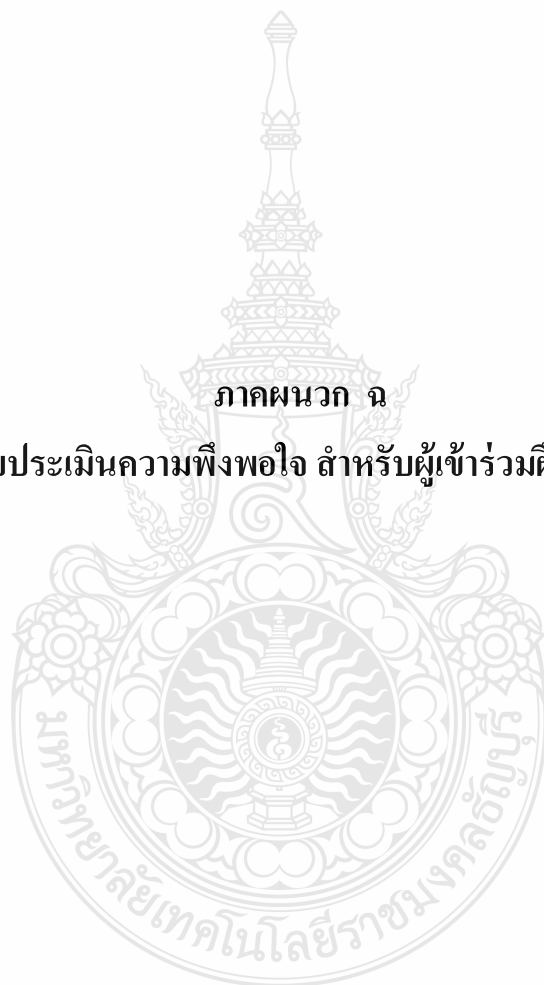 ภาคผนวก ฉ
ประเมินความพึงพอใจ สำหรับผู้เข้าร่วม
มหาวิทยาลัยเทคโนโลยีราชมงคลธัญบุรี